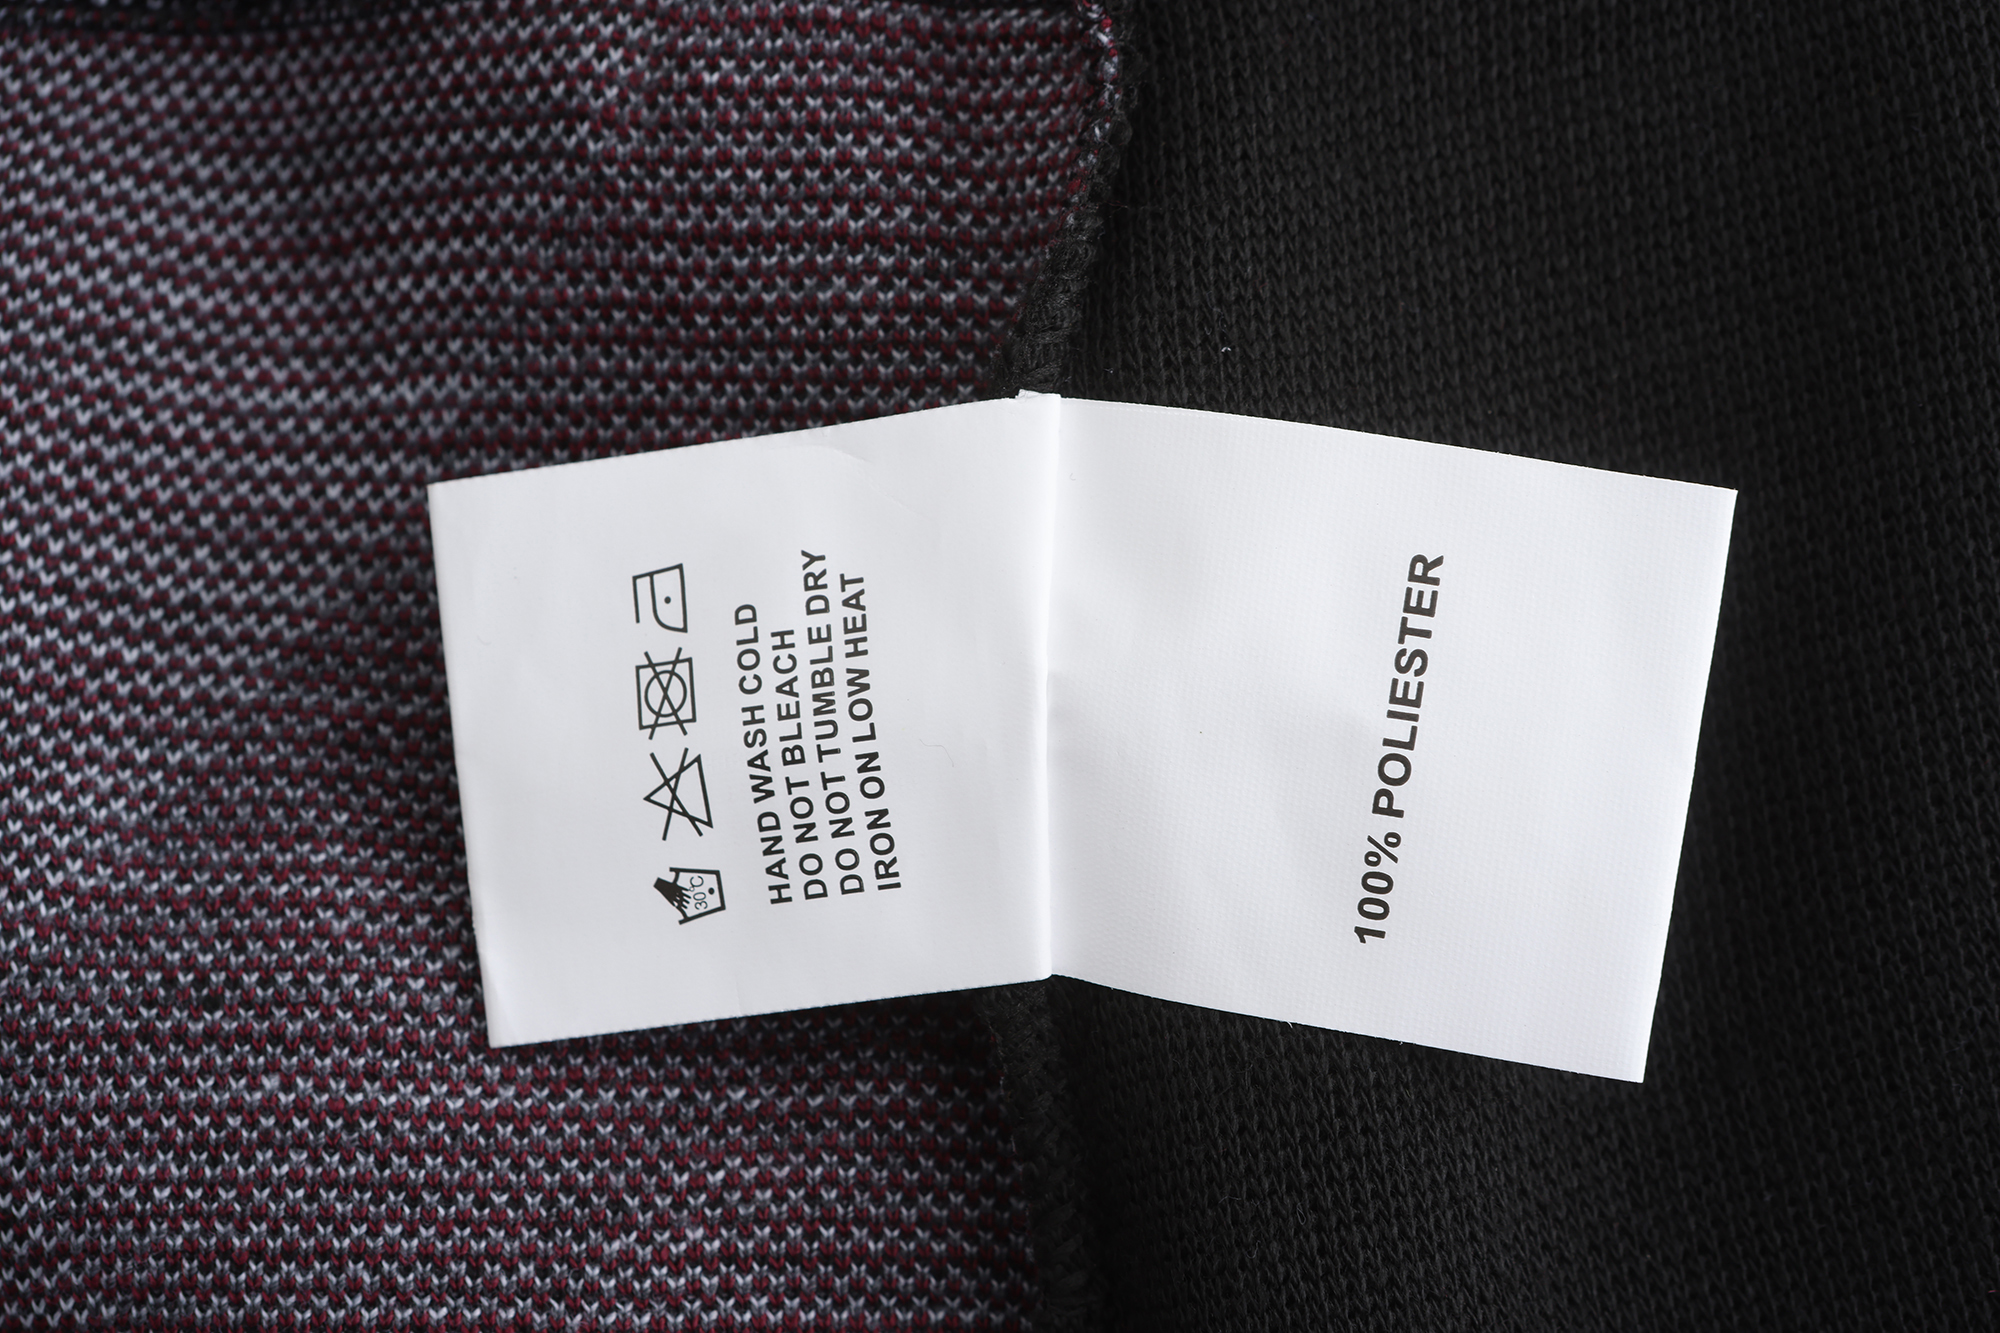 30°C
HAND WASH COLD
DO NOT BLEACH
DO NOT TUMBLE DRY
IRON ON LOW HEAT
100% POLIESTER